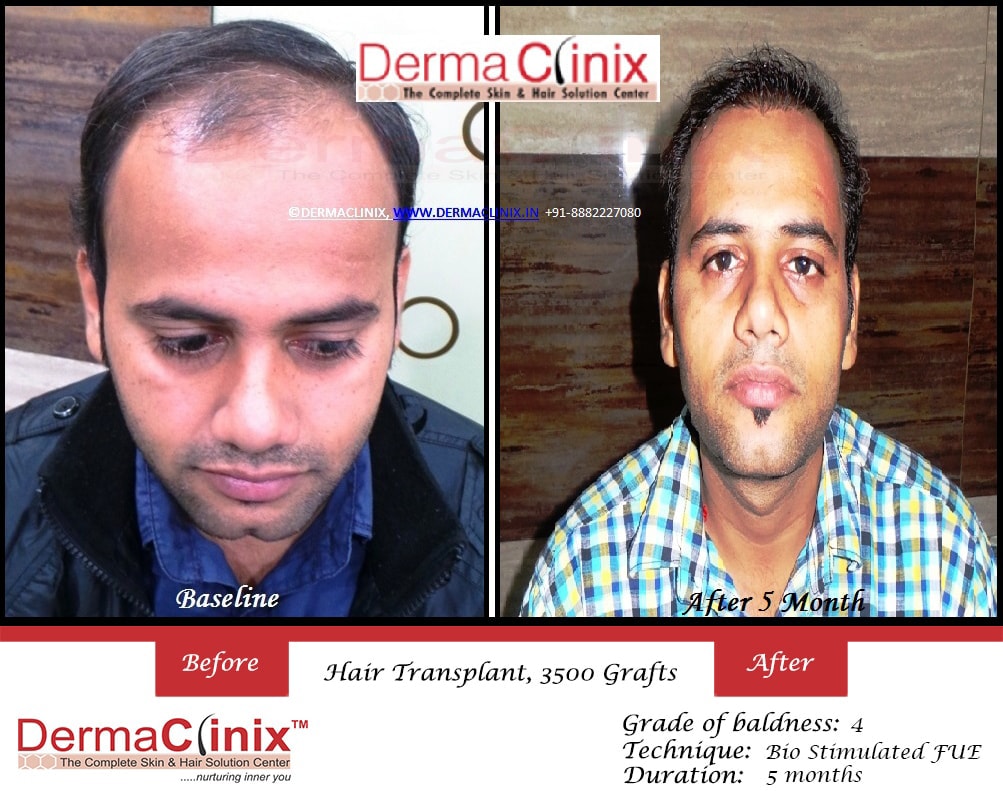 DermaClinix
The Complete Skin & Hair Solution Center
©DERMACLINIX, WWW.DERMACLINIX.IN +91-8882227080
Baseline
After 5 Month
Before
Hair Transplant, 3500 Grafts
After
DermaClinix™
The Complete Skin & Hair Solution Center
.....nurturing inner you
Grade of baldness: 4
Technique: Bio Stimulated FUE
Duration: 5 months